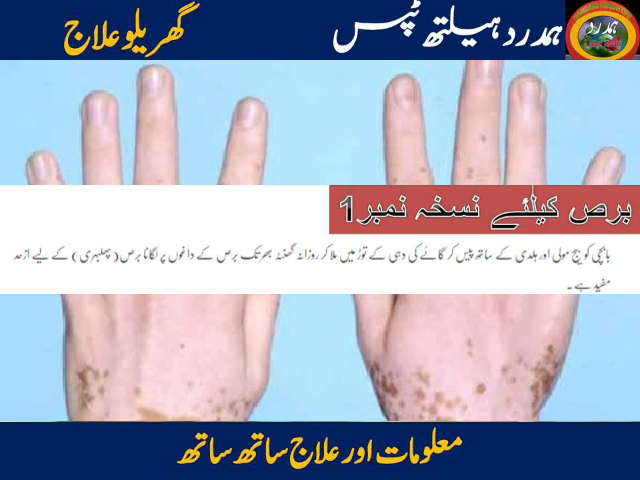 ہمدرد ہیلتھ ٹپس
گھریلو علاج
ہمدرد
برص کیلئے نسخہ نمبر1
بابچی کو بیج مولی اور ہلدی کے ساتھ پیس کر گائے کی دہی کے توڑ میں ملا کر روزانہ گھنٹہ بھر تک برص کے داغوں پر لگانا برص( پھلبہری ) کے لیے ازحد
مفید ہے۔
معلومات اور علاج ساتھ ساتھ